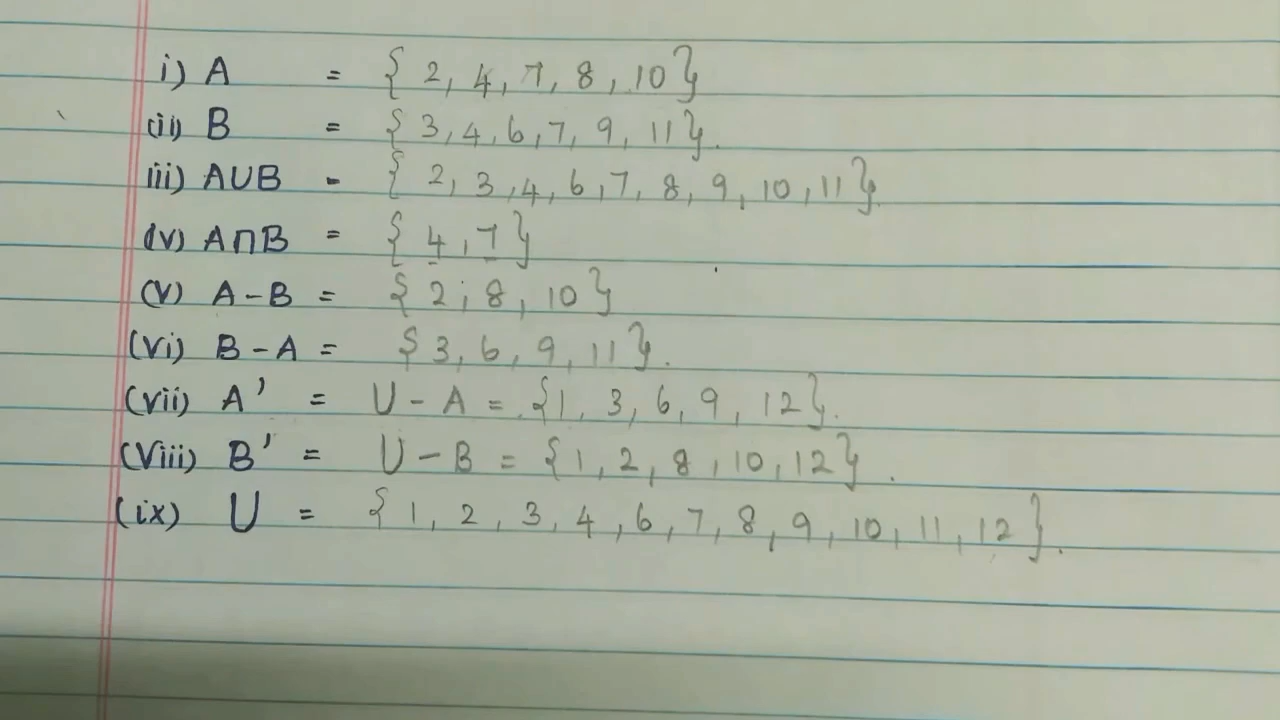 i) A = { 2, 4, 7, 8, 10}
(ii) B = { 3, 4, 6, 7, 9, 11}.
iii) A∪B - { 2, 3, 4, 6, 7, 8, 9, 10, 11}.
(iv) A∩B = { 4, 7}
(v) A-B = { 2, 8, 10}
(vi) B-A = { 3, 6, 9, 11}.
(vii) A' = U-A = {1, 3, 6, 9, 12}.
(viii) B' = U-B = {1, 2, 8, 10, 12}.
(ix) U = { 1, 2, 3, 4, 6, 7, 8, 9, 10, 11, 12 }.